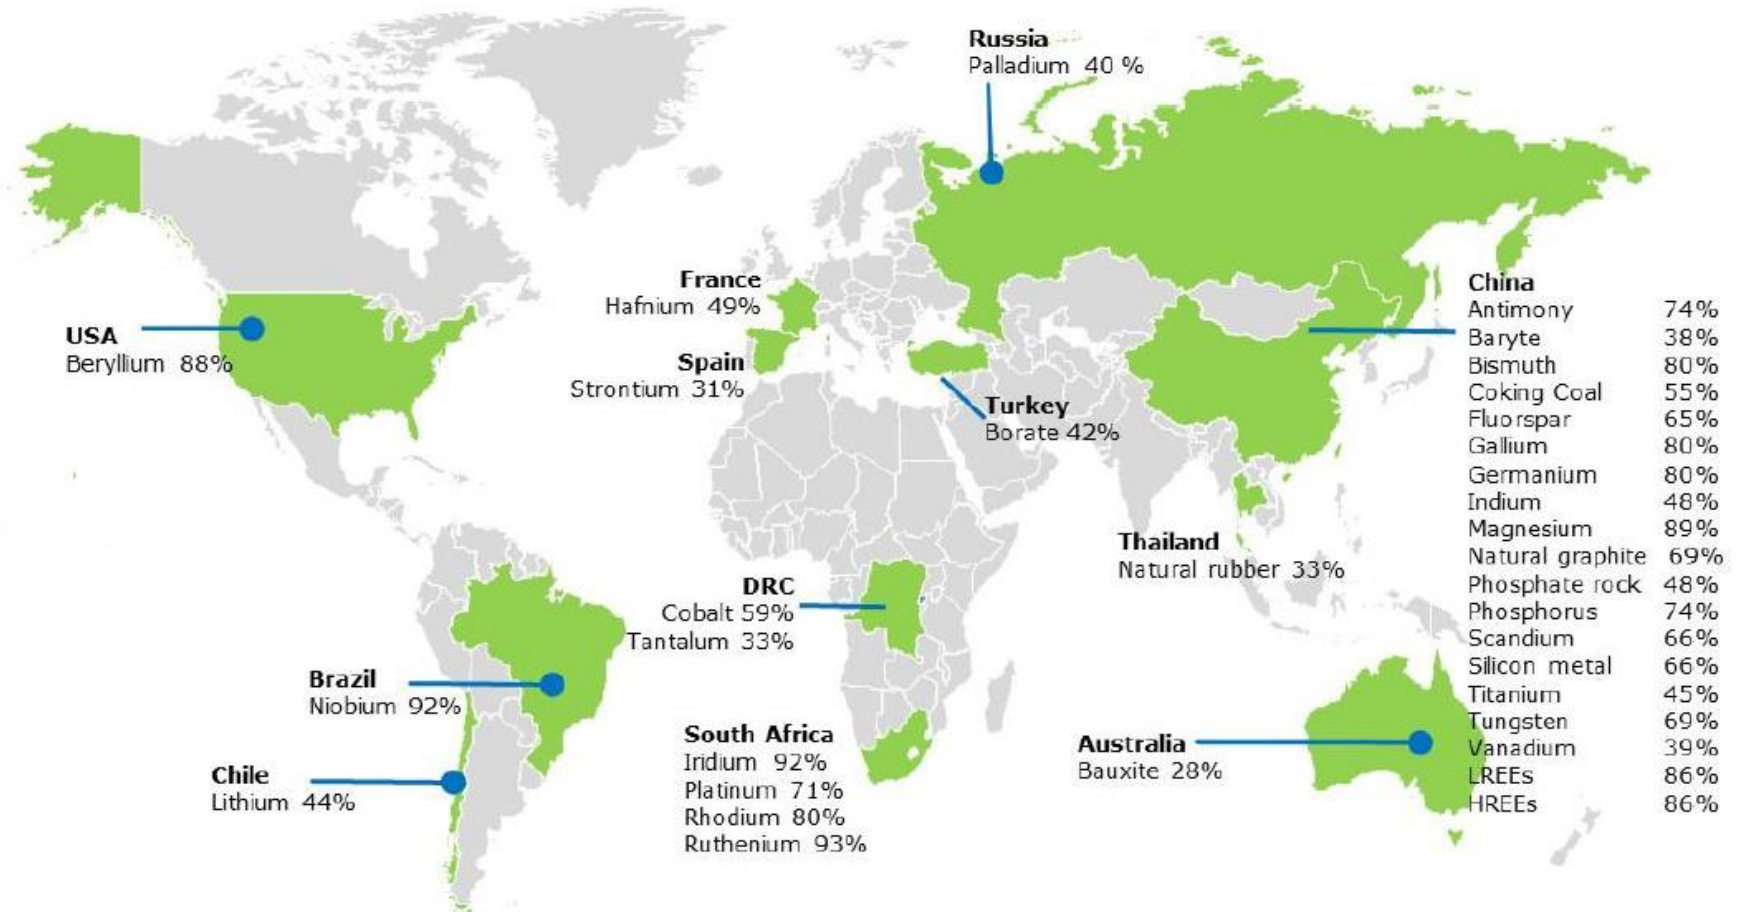 Russia
Palladium 40 %
France
Hafnium 49%
USA
Beryllium 88%
Spain
Strontium 31%
Turkey
Borate 42%
China
Antimony 74%
Baryte 38%
Bismuth 80%
Coking Coal 55%
Fluorspar 65%
Gallium 80%
Germanium 80%
Indium 48%
Magnesium 89%
Natural graphite 69%
Phosphate rock 48%
Phosphorus 74%
Scandium 66%
Silicon metal 66%
Titanium 45%
Tungsten 69%
Vanadium 39%
LREEs 86%
HREEs 86%
Thailand
Natural rubber 33%
DRC
Cobalt 59%
Tantalum 33%
Brazil
Niobium 92%
South Africa
Iridium 92%
Platinum 71%
Rhodium 80%
Ruthenium 93%
Australia
Bauxite 28%
Chile
Lithium 44%